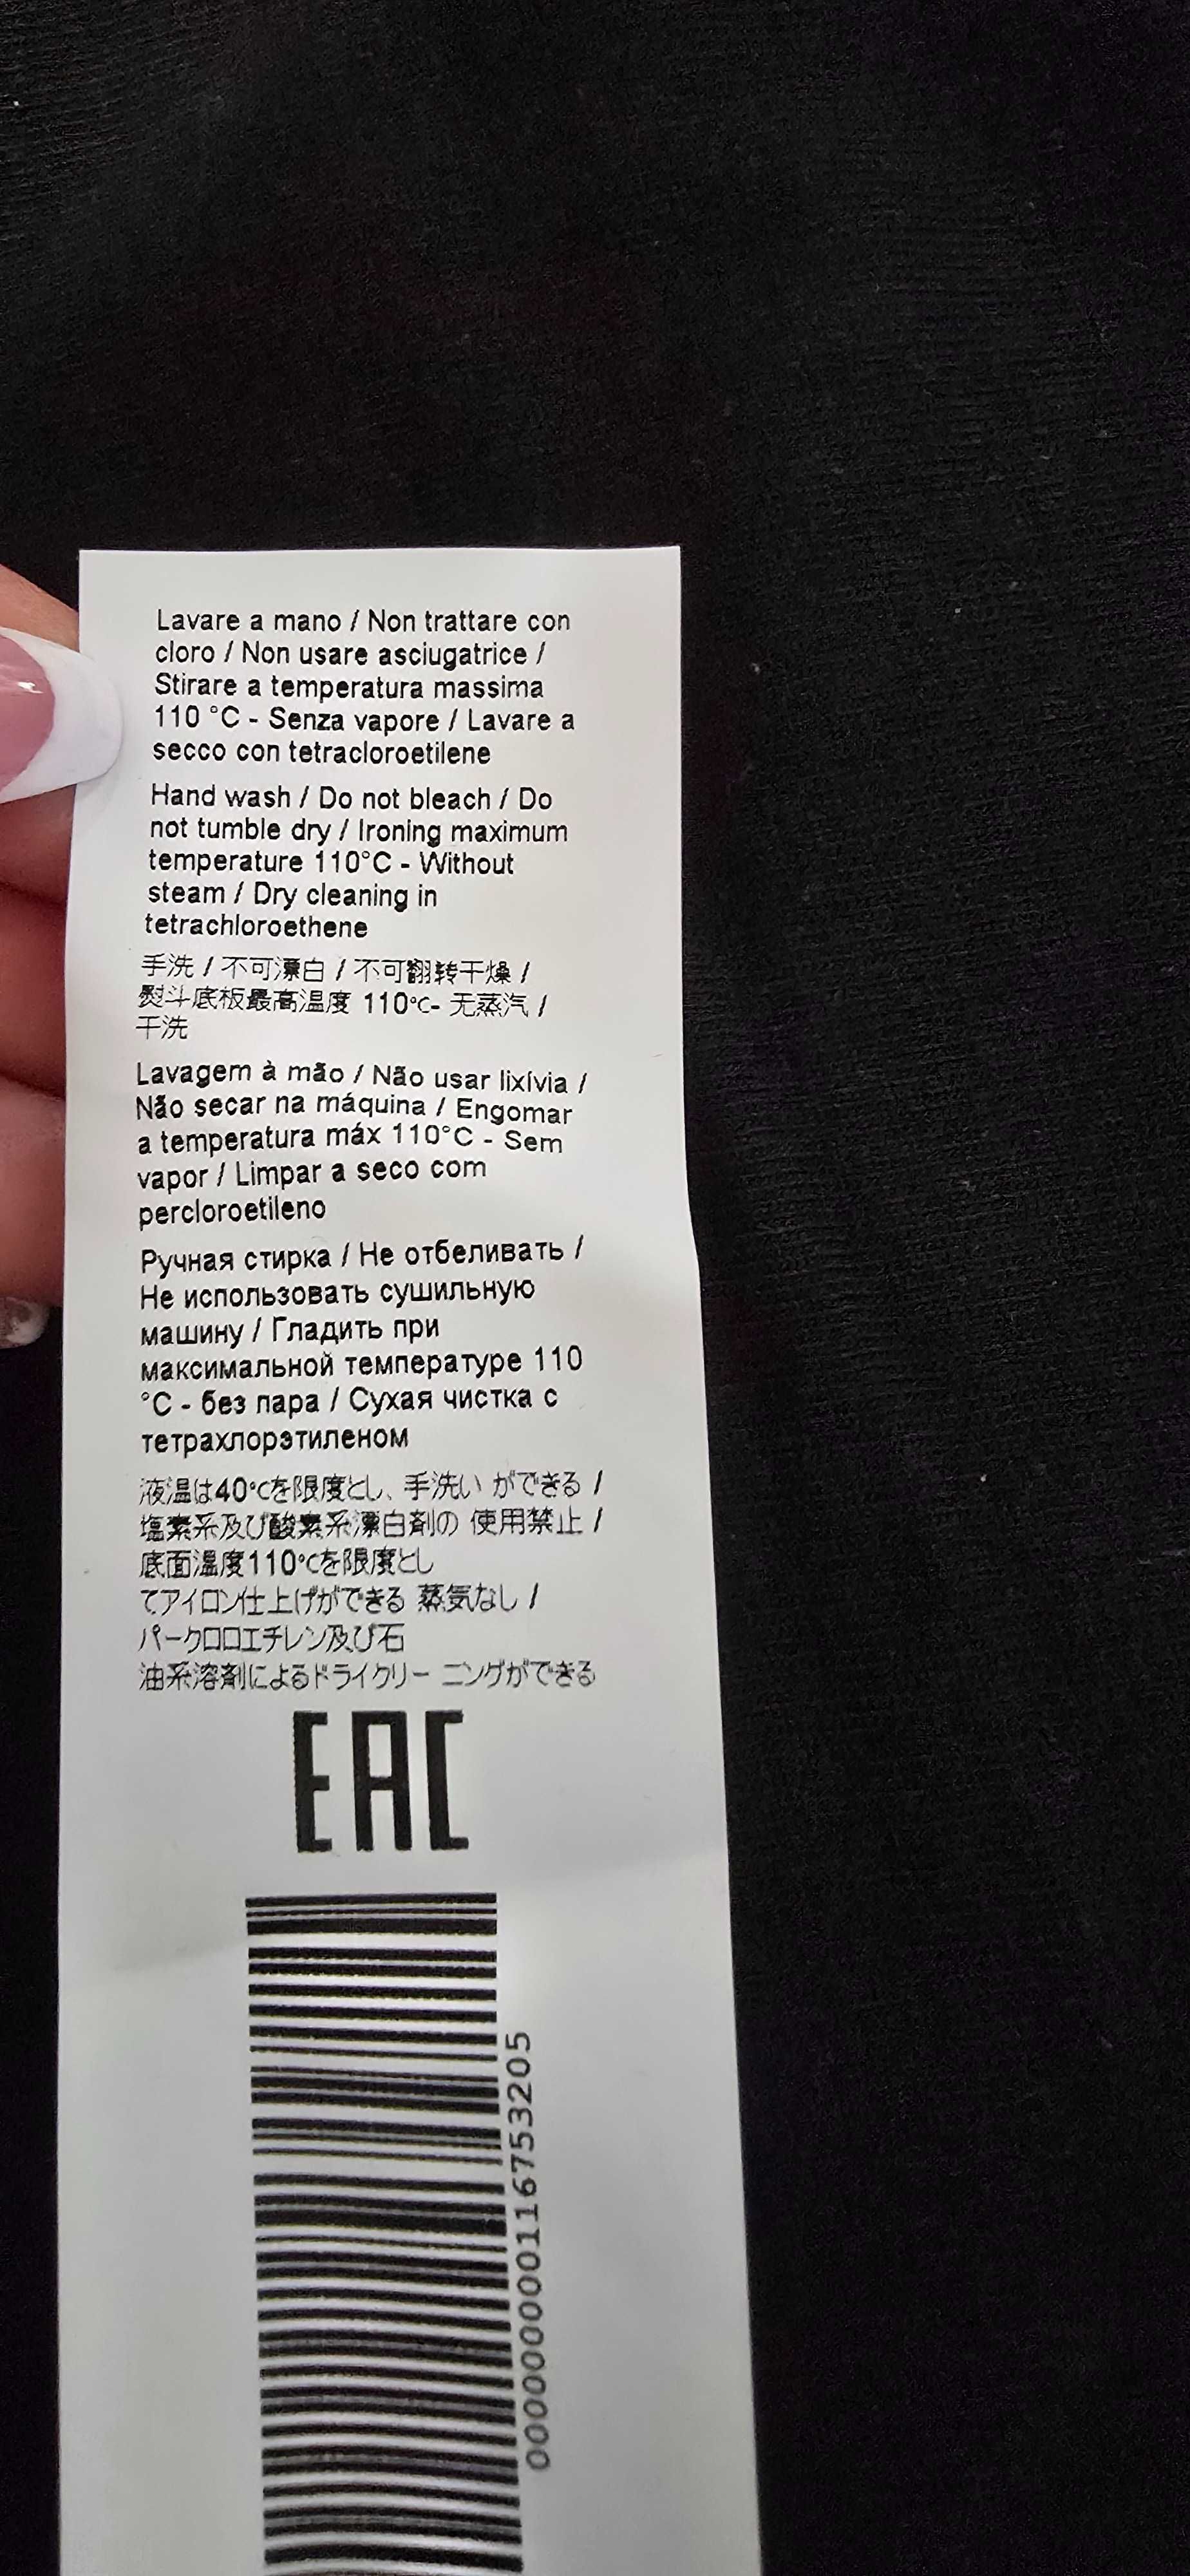 Lavare a mano / Non trattare con
cloro / Non usare asciugatrice /
Stirare a temperatura massima
110 °C - Senza vapore / Lavare a
secco con tetracloroetilene
Hand wash / Do not bleach / Do
not tumble dry / Ironing maximum
temperature 110°C - Without
steam / Dry cleaning in
tetrachloroethene
手洗 / 不可漂白 / 不可翻转干燥 /
熨斗底板最高温度 110℃- 无蒸汽 /
干洗
Lavagem à mão / Não usar lixívia /
Não secar na máquina / Engomar
a temperatura máx 110°C - Sem
vapor / Limpar a seco com
percloroetileno
Ручная стирка / Не отбеливать /
Не использовать сушильную
машину / Гладить при
максимальной температуре 110
°C - без пара / Сухая чистка с
тетрахлорэтиленом
液温は40℃を限度とし、手洗い ができる /
塩素系及び酸素系漂白剤の 使用禁止 /
底面温度110℃を限度とし
てアイロン仕上げができる 蒸気なし /
パークロロエチレン及び石
油系溶剤によるドライクリー ニングができる
EAC
0000000000116753205